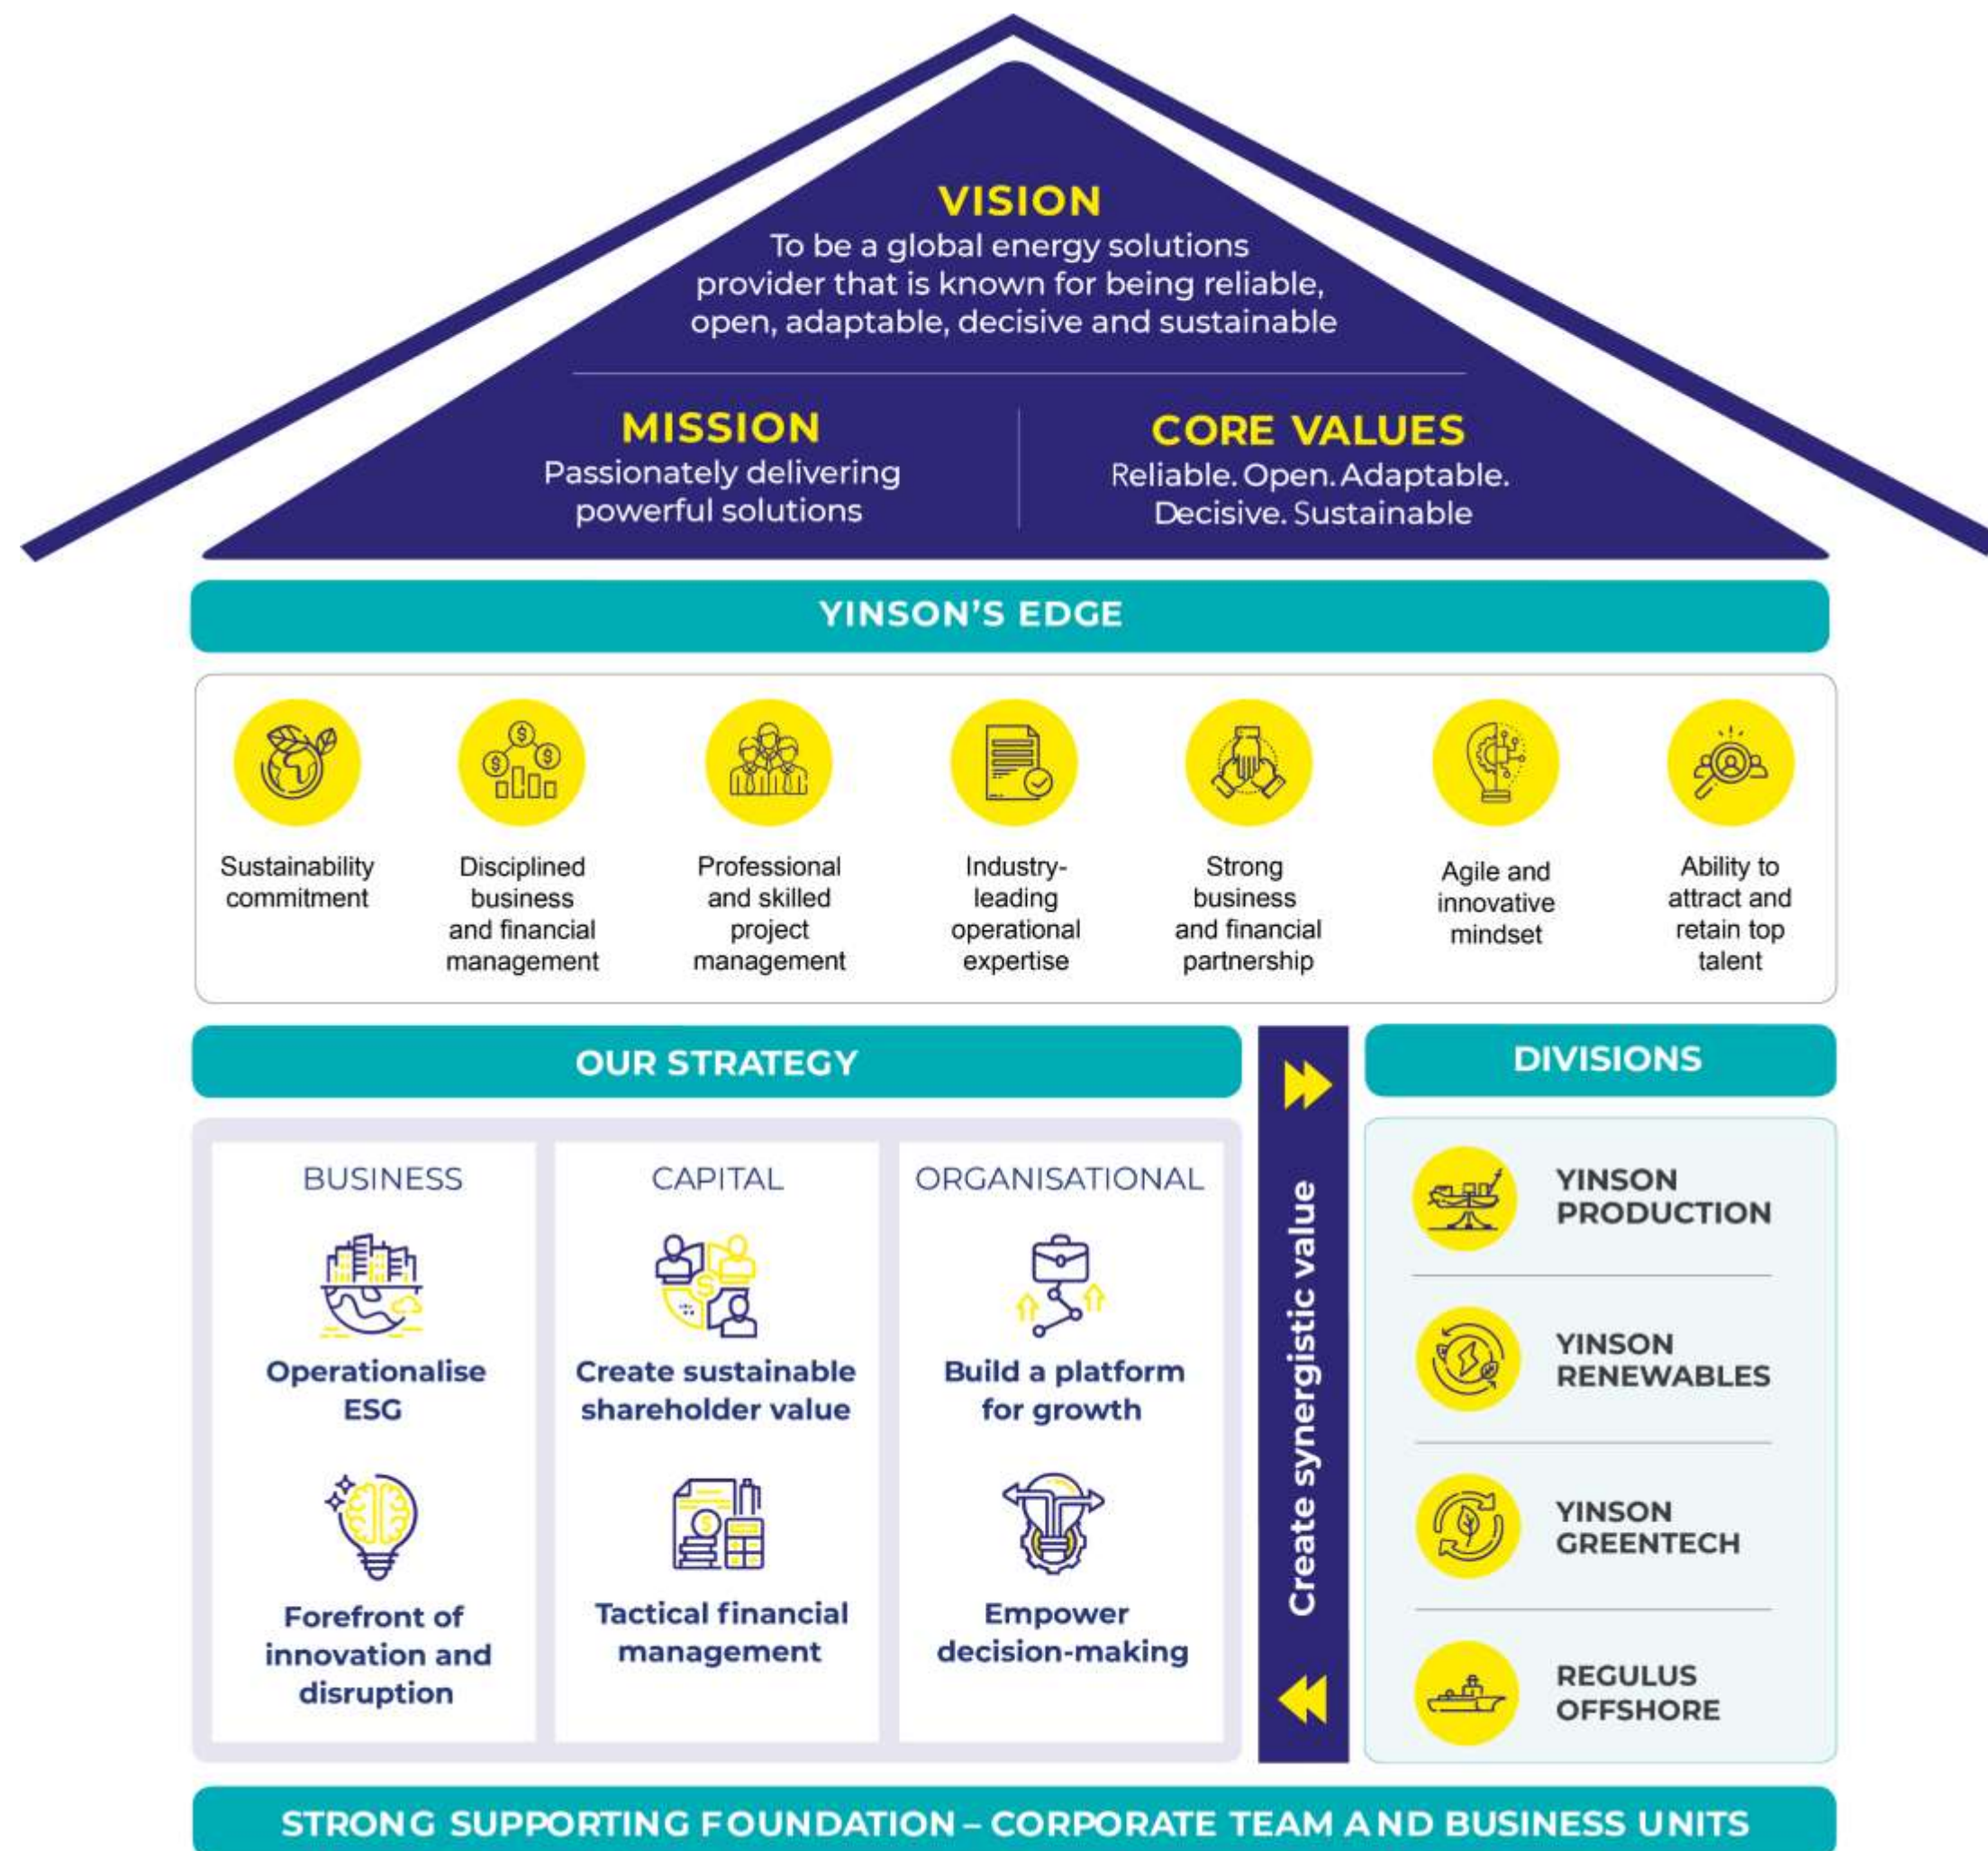 VISION
To be a global energy solutions
provider that is known for being reliable,
open, adaptable, decisive and sustainable
MISSION
Passionately delivering
powerful solutions
CORE VALUES
Reliable. Open. Adaptable.
Decisive. Sustainable
YINSON'S EDGE
Sustainability
commitment
Disciplined
business
and financial
management
Professional
and skilled
project
management
Industry-
leading
operational
expertise
Strong
business
and financial
partnership
Agile and
innovative
mindset
Ability to
attract and
retain top
talent
OUR STRATEGY
BUSINESS
Operationalise
ESG
Forefront of
innovation and
disruption
CAPITAL
Create sustainable
shareholder value
Tactical financial
management
ORGANISATIONAL
Build a platform
for growth
Empower
decision-making
Create synergistic value
DIVISIONS
YINSON
PRODUCTION
YINSON
RENEWABLES
YINSON
GREENTECH
REGULUS
OFFSHORE
STRONG SUPPORTING FOUNDATION – CORPORATE TEAM AND BUSINESS UNITS